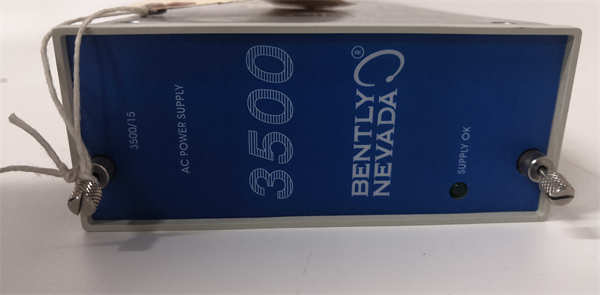 3500/15
AC POWER SUPPLY
3500
BENTLY
NEVADA
®
SUPPLY OK